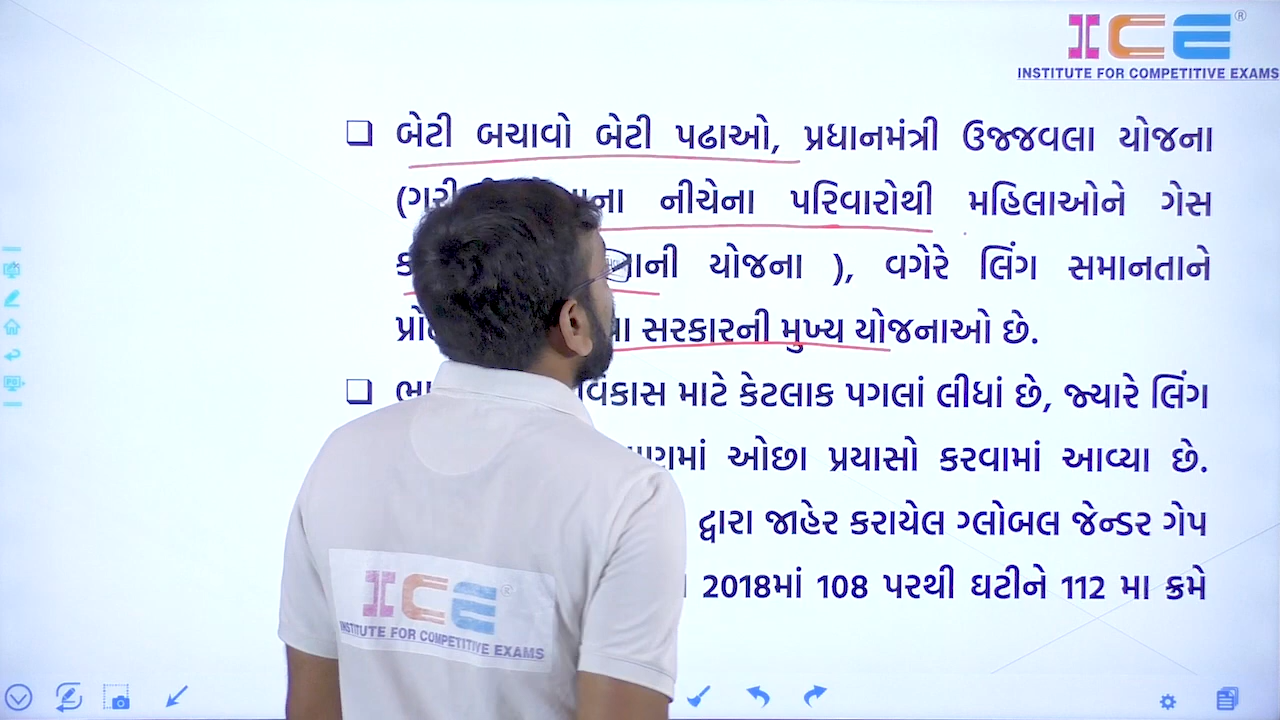 ICE®
INSTITUTE FOR COMPETITIVE EXAMS
બેટી બચાવો બેટી પઢાઓ, પ્રધાનમંત્રી ઉજ્જવલા યોજના
નીચેના પરિવારોથી મહિલાઓને ગેસ
યોજના ), વગેરે લિંગ સમાનતાને
સરકારની મુખ્ય યોજનાઓ છે.
માટે કેટલાક પગલાં લીધાં છે, જ્યારે લિંગ
ઓછા પ્રયાસો કરવામાં આવ્યા છે.
દ્વારા જાહેર કરાયેલ ગ્લોબલ જેન્ડર ગેપ
2018માં 108 પરથી ઘટીને 112 મા ક્રમે
ICE®
INSTITUTE FOR COMPETITIVE EXAMS